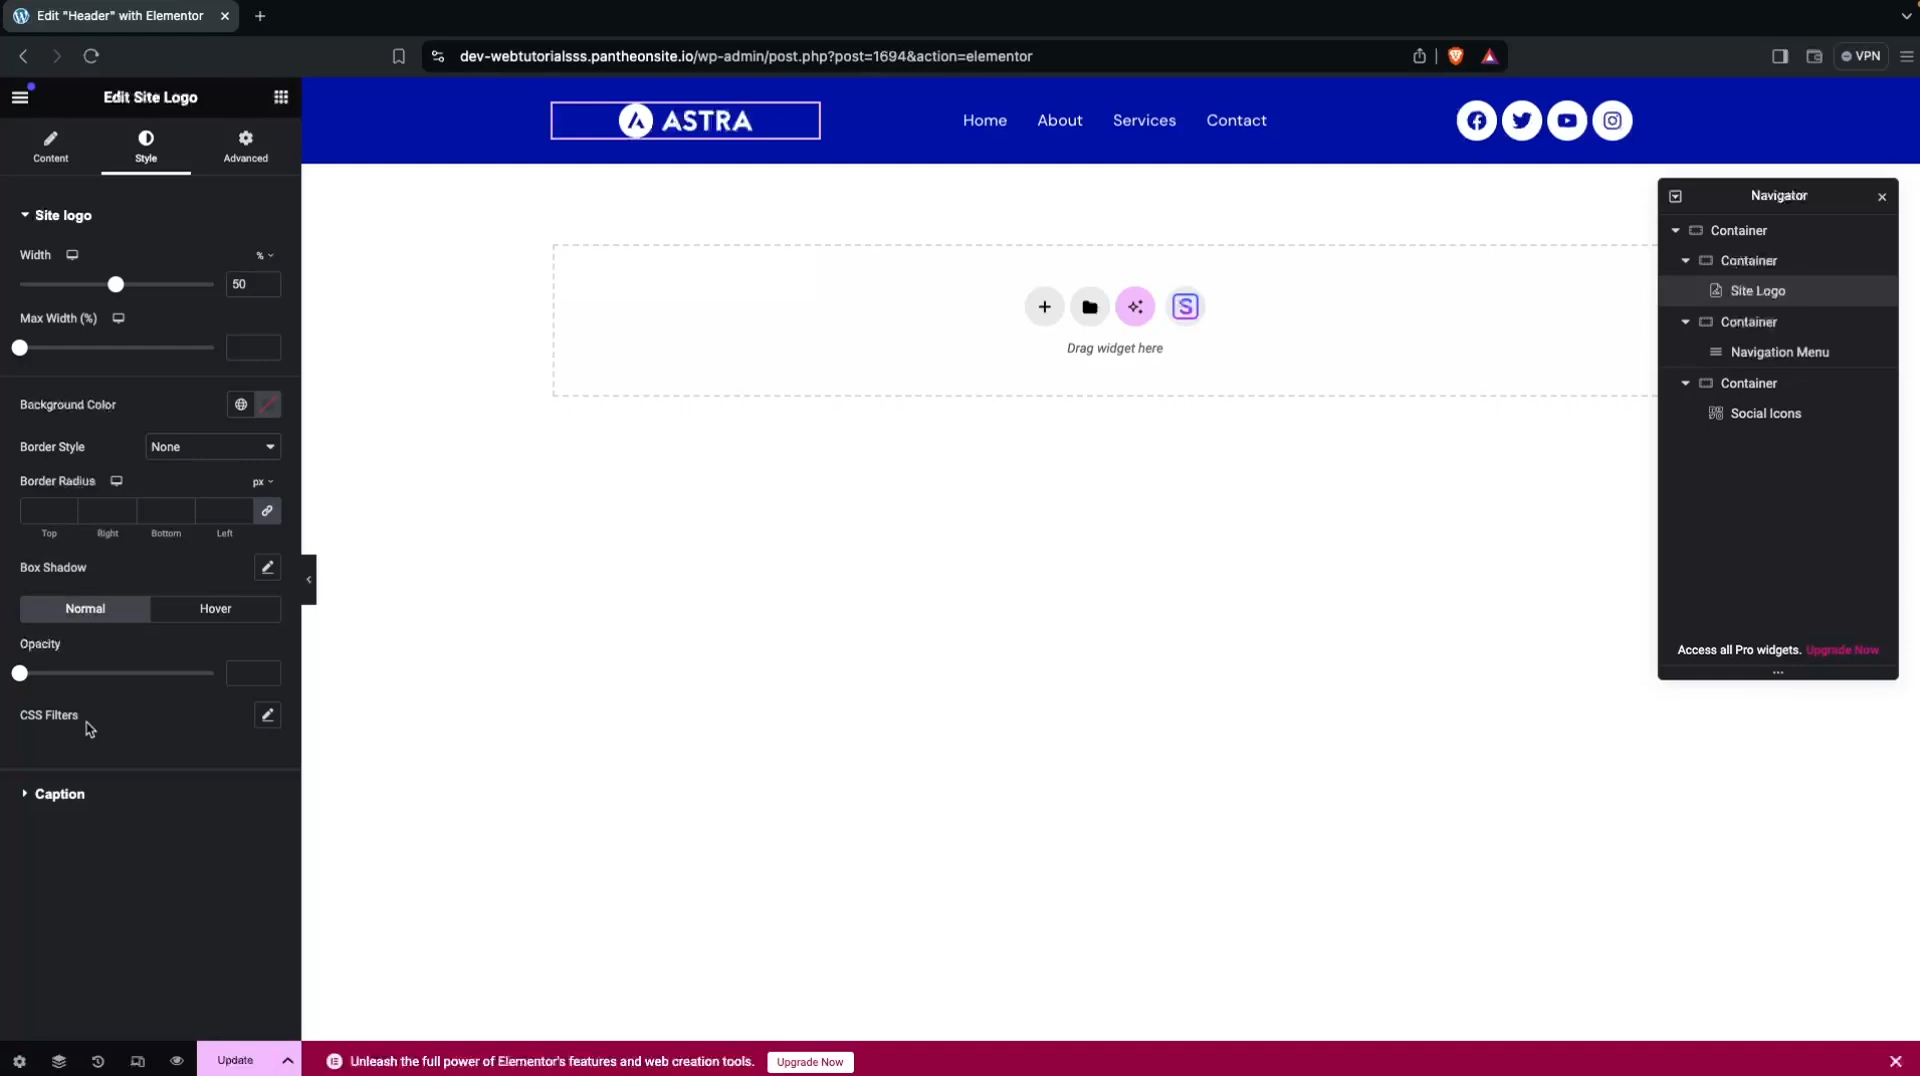 Edit "Header" with Elementor
dev-webtutorialsss.pantheonsite.io/wp-admin/post.php?post=1694&action=elementor
VPN
Edit Site Logo
Content
Style
Advanced
Site logo
Width
%
50
Max Width (%)
Background Color
Border Style
None
Border Radius
px
Top Right Bottom Left
Box Shadow
Normal Hover
Opacity
CSS Filters
Caption
Update
ASTRA
Home About Services Contact
Drag widget here
Navigator
Container
Container
Site Logo
Container
Navigation Menu
Container
Social Icons
Access all Pro widgets. Upgrade Now
Unleash the full power of Elementor's features and web creation tools. Upgrade Now